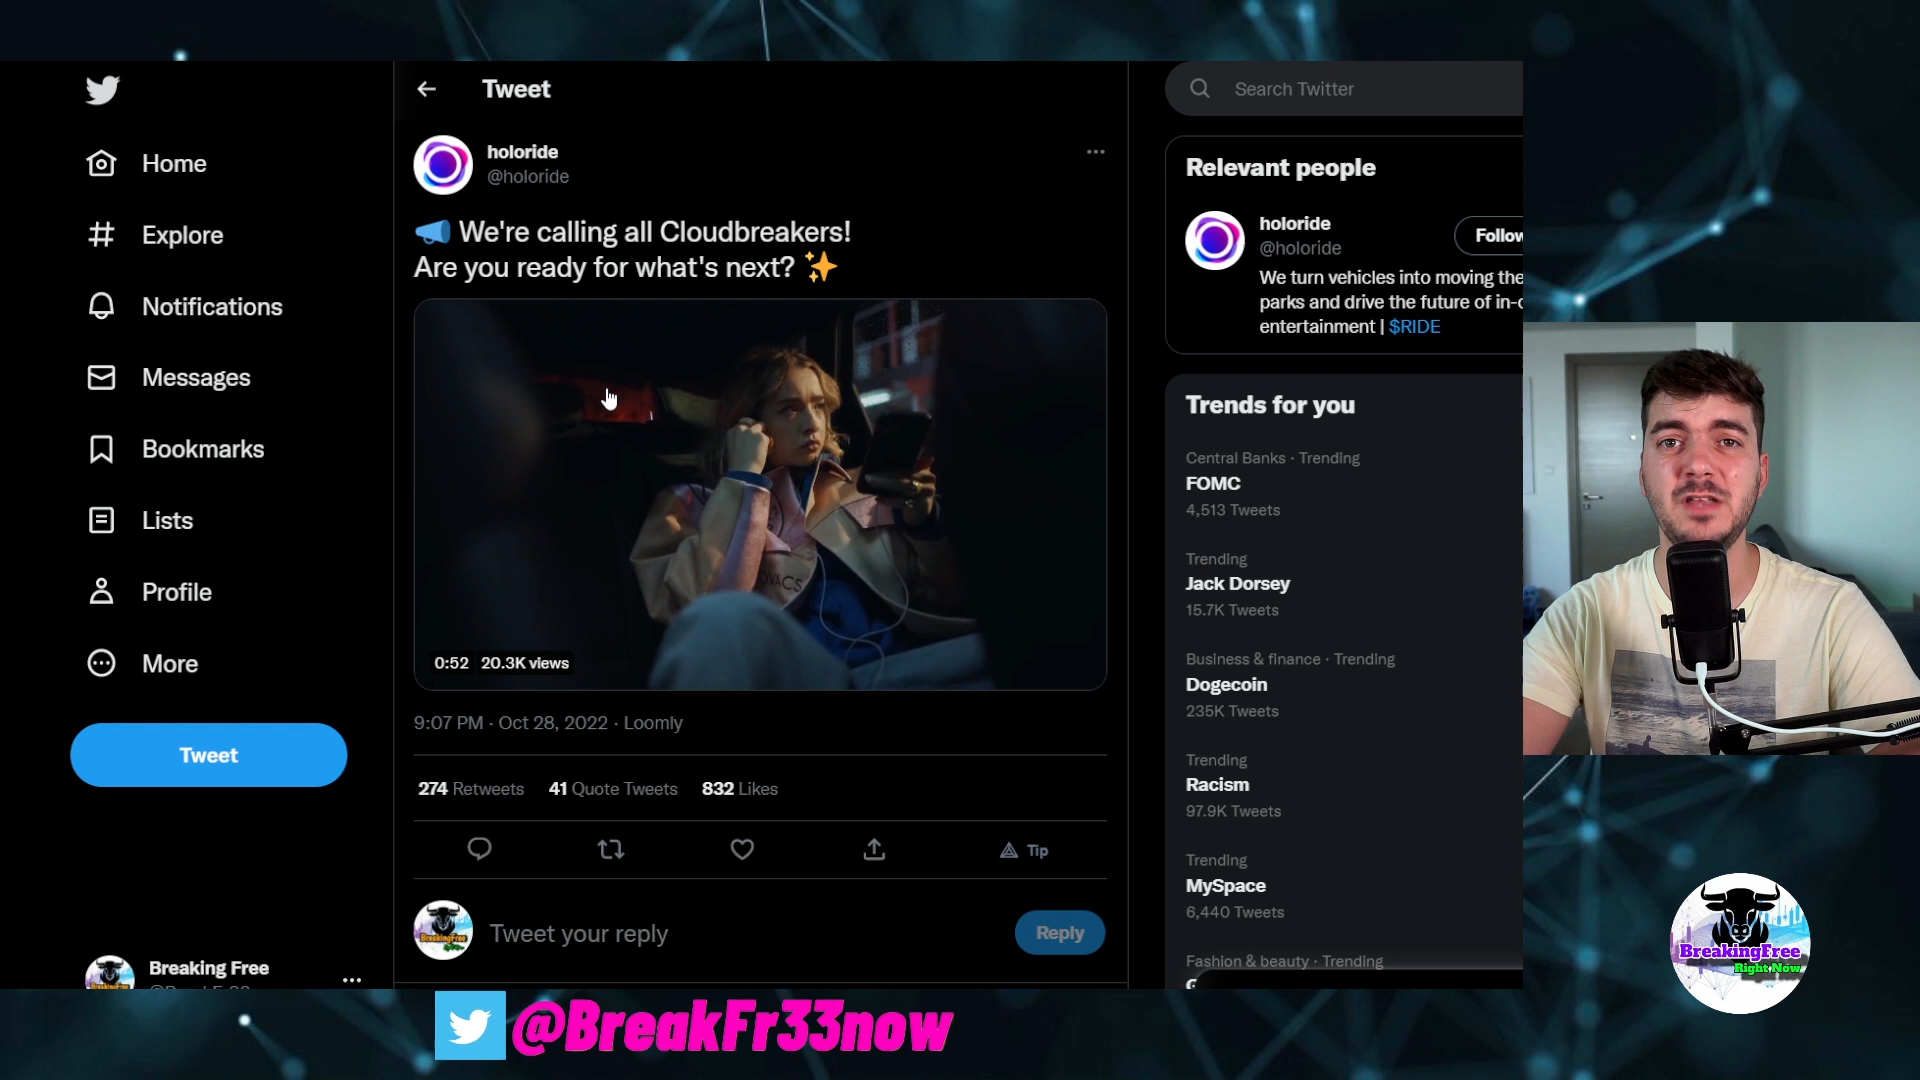 Home
Explore
Notifications
Messages
Bookmarks
Lists
Profile
More
Tweet
Breaking Free
Tweet
holoride
@holoride
We're calling all Cloudbreakers!
Are you ready for what's next?
OVACS
0:52 20.3K views
9:07 PM · Oct 28, 2022 · Loomly
274 Retweets 41 Quote Tweets 832 Likes
Tip
Tweet your reply
Reply
Search Twitter
Relevant people
holoride
@holoride
Follow
We turn vehicles into moving the
parks and drive the future of in-c
entertainment | $RIDE
Trends for you
Central Banks · Trending
FOMC
4,513 Tweets
Trending
Jack Dorsey
15.7K Tweets
Business & finance · Trending
Dogecoin
235K Tweets
Trending
Racism
97.9K Tweets
Trending
MySpace
6,440 Tweets
Fashion & beauty · Trending
BreakingFree
Right Now
@BreakFr33now